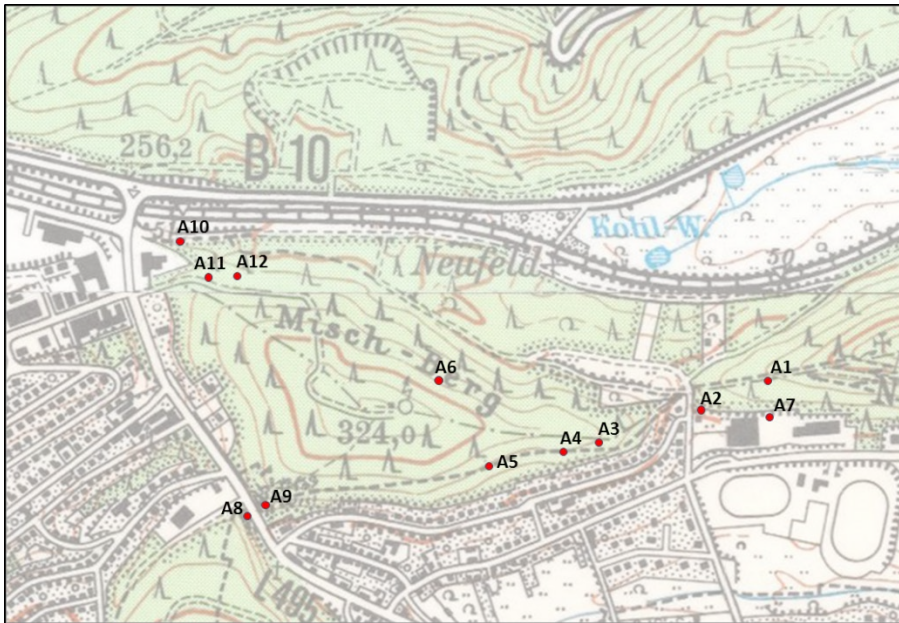 256,2
B 10
Kohl-W.
A10
Neufeld
50
A11
A12
Misch-Berg
A6
A1
A2
A7
N
324,0
A3
A4
A5
A9
A8
L 495